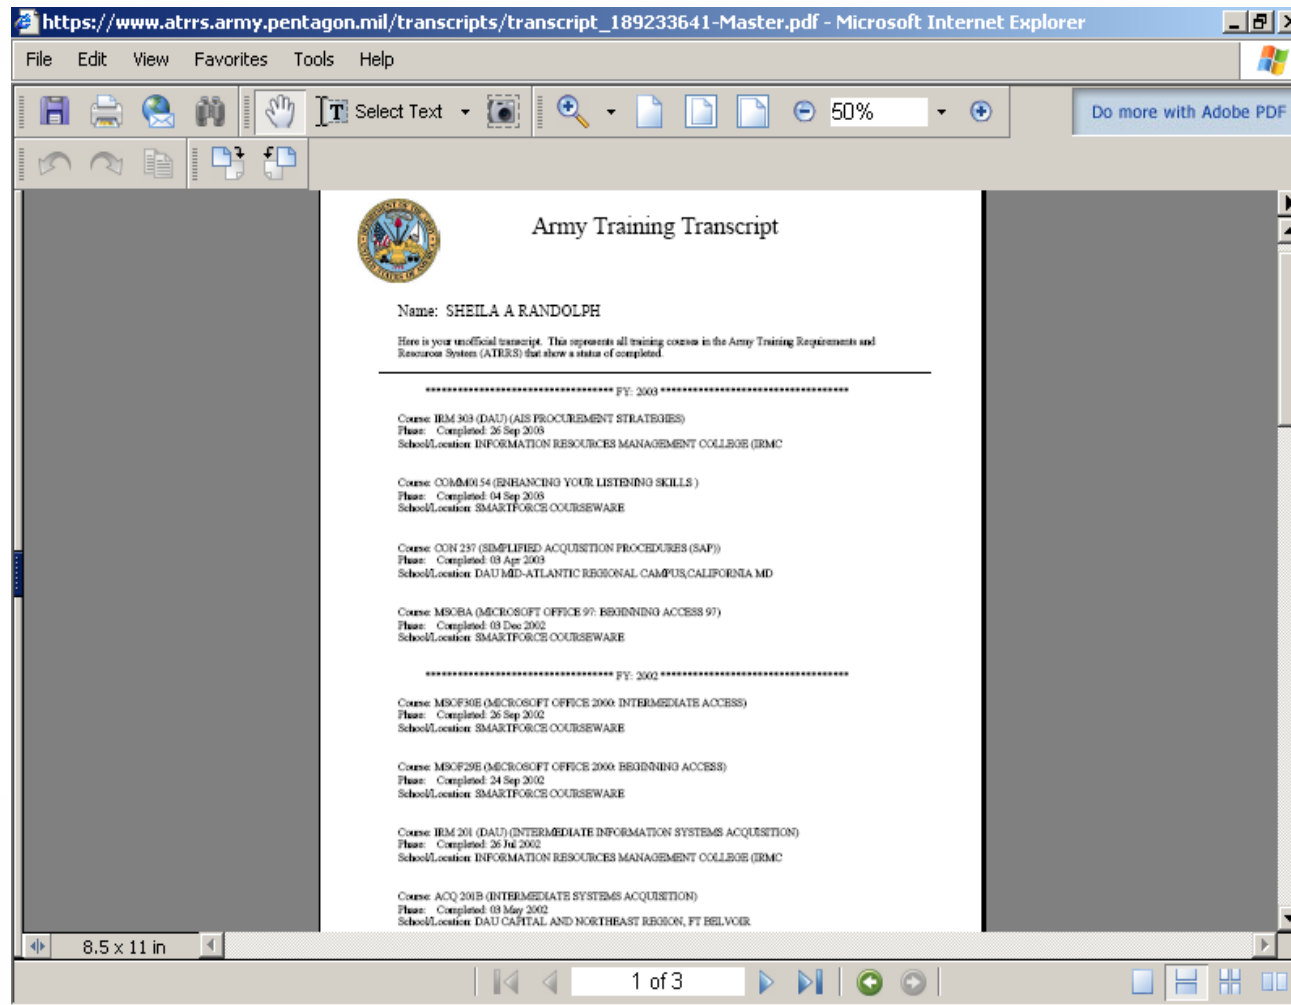 https://www.atrrs.army.pentagon.mil/transcripts/transcript_189233641-Master.pdf - Microsoft Internet Explorer
File Edit View Favorites Tools Help
Select Text 50% Do more with Adobe PDF
Army Training Transcript
Name: SHEILA A RANDOLPH
Here is your unofficial transcript. This represents all training courses in the Army Training Requirements and
Resources System (ATRRS) that show a status of completed.
************************************ FY: 2003 ************************************
Course: IRM 303 (DAU) (AIS PROCUREMENT STRATEGIES)
Phase: Completed: 26 Sep 2003
School/Location: INFORMATION RESOURCES MANAGEMENT COLLEGE (IRMC
Course: COMM0154 (ENHANCING YOUR LISTENING SKILLS )
Phase: Completed: 04 Sep 2003
School/Location: SMARTFORCE COURSEWARE
Course: CON 237 (SIMPLIFIED ACQUISITION PROCEDURES (SAP))
Phase: Completed: 03 Apr 2003
School/Location: DAU MID-ATLANTIC REGIONAL CAMPUS,CALIFORNIA MD
Course: MSOBA (MICROSOFT OFFICE 97: BEGINNING ACCESS 97)
Phase: Completed: 03 Dec 2002
School/Location: SMARTFORCE COURSEWARE
************************************ FY: 2002 ************************************
Course: MSOF30E (MICROSOFT OFFICE 2000: INTERMEDIATE ACCESS)
Phase: Completed: 26 Sep 2002
School/Location: SMARTFORCE COURSEWARE
Course: MSOF29E (MICROSOFT OFFICE 2000: BEGINNING ACCESS)
Phase: Completed: 24 Sep 2002
School/Location: SMARTFORCE COURSEWARE
Course: IRM 201 (DAU) (INTERMEDIATE INFORMATION SYSTEMS ACQUISITION)
Phase: Completed: 26 Jul 2002
School/Location: INFORMATION RESOURCES MANAGEMENT COLLEGE (IRMC
Course: ACQ 201B (INTERMEDIATE SYSTEMS ACQUISITION)
Phase: Completed: 03 May 2002
School/Location: DAU CAPITAL AND NORTHEAST REGION, FT BELVOIR
8.5 x 11 in
1 of 3